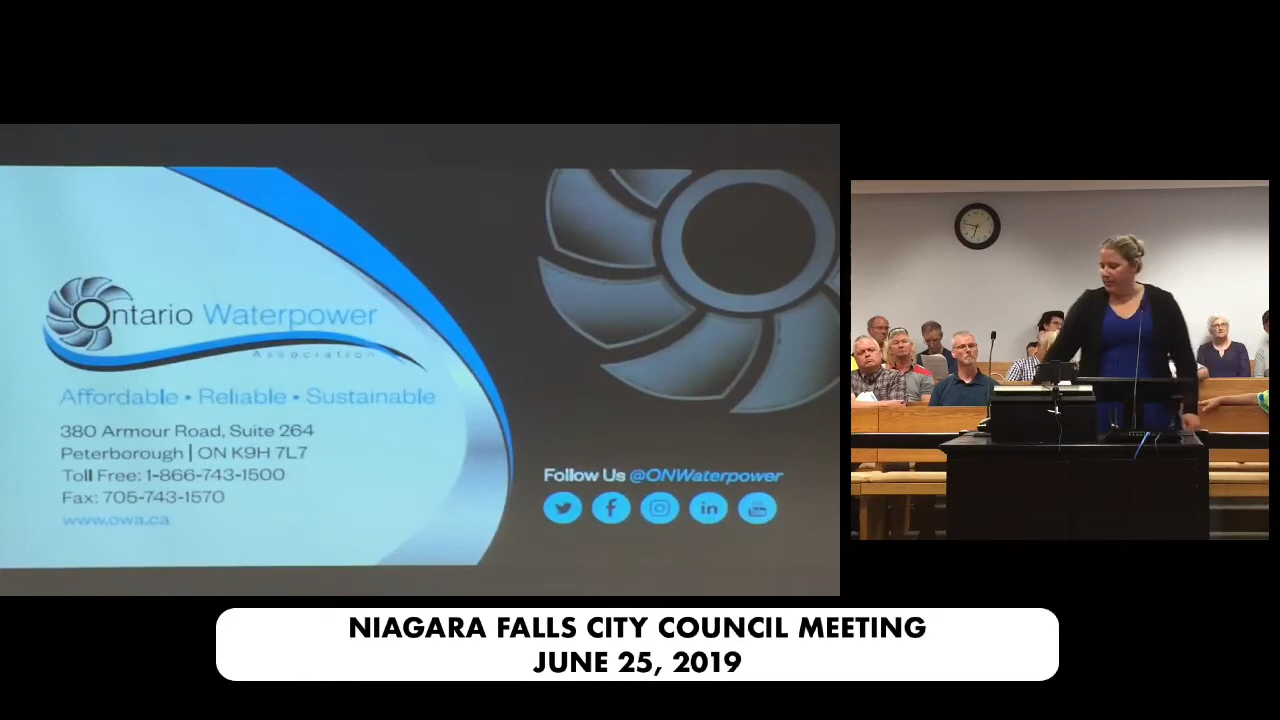 Ontario Waterpower
Association
Affordable • Reliable • Sustainable
380 Armour Road, Suite 264
Peterborough | ON K9H 7L7
Toll Free: 1-866-743-1500
Fax: 705-743-1570
www.owa.ca
Follow Us @ONWaterpower
NIAGARA FALLS CITY COUNCIL MEETING
JUNE 25, 2019